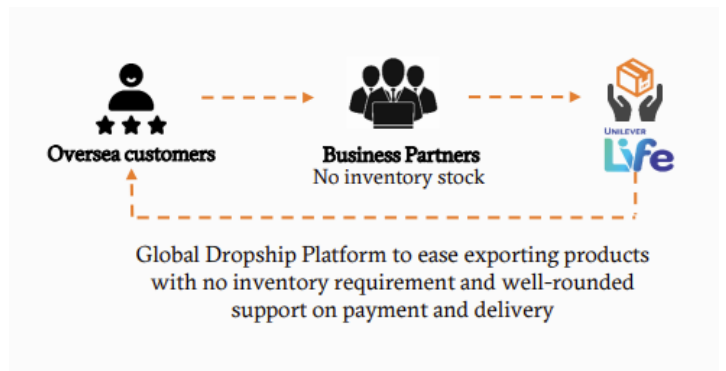 Oversea customers
Business Partners
No inventory stock
UNILEVER
Life
Global Dropship Platform to ease exporting products
with no inventory requirement and well-rounded
support on payment and delivery